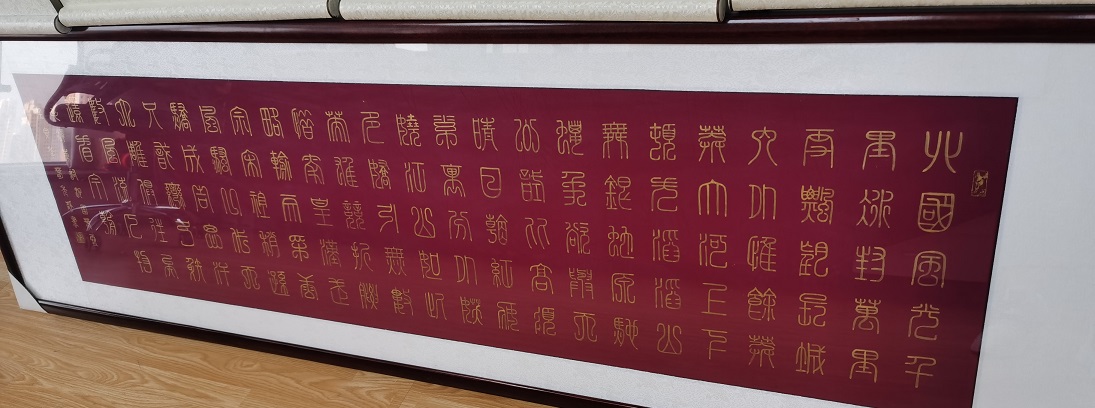 北國風光千
里冰封萬里
雪飄望長城
內外惟餘莽
莽大河上下
頓失滔滔山
舞銀蛇原馳
蠟象欲與天
公試比高須
晴日看紅裝
素裹分外妖
嬈江山如此
多嬌引無數
英雄競折腰
惜秦皇漢武
略輸文采唐
宗宋祖稍遜
風騷一代天
驕成吉思汗
只識彎弓射
大雕俱往矣
數風流人物
還看今朝